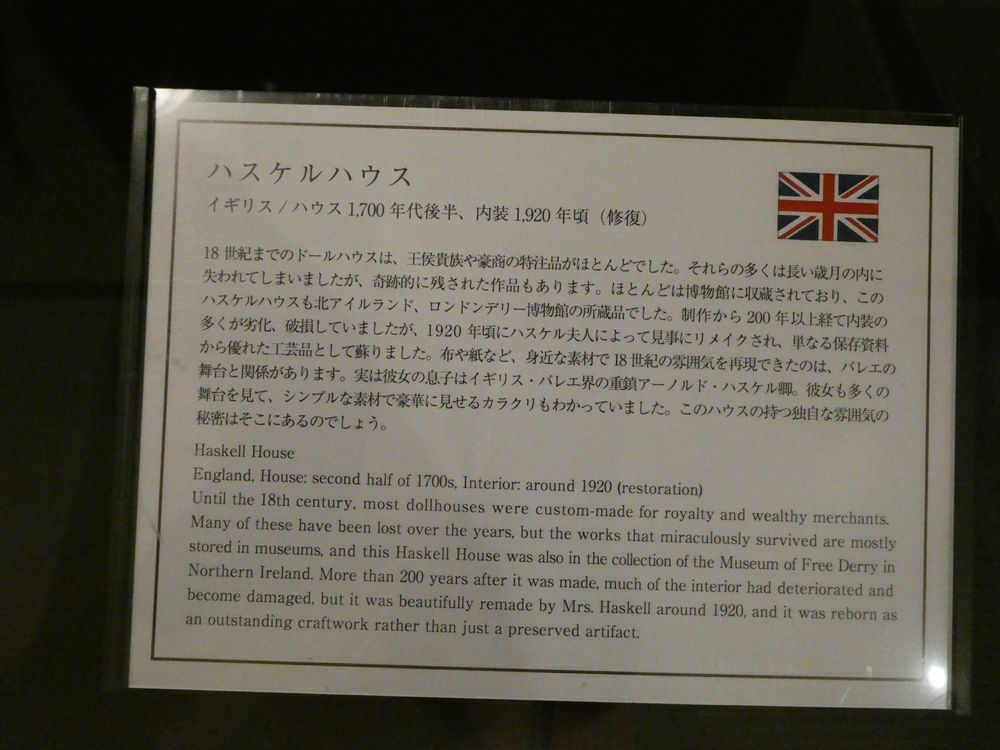 ハスケルハウス
イギリス / ハウス 1,700 年代後半、内装 1,920 年頃（修復）
18 世紀までのドールハウスは、王侯貴族や豪商の特注品がほとんどでした。それらの多くは長い歳月の内に
失われてしまいましたが、奇跡的に残された作品もあります。ほとんどは博物館に収蔵されており、この
ハスケルハウスも北アイルランド、ロンドンデリー博物館の所蔵品でした。制作から 200 年以上経て内装の
多くが劣化、破損していましたが、1920 年頃にハスケル夫人によって見事にリメイクされ、単なる保存資料
から優れた工芸品として蘇りました。布や紙など、身近な素材で 18 世紀の雰囲気を再現できたのは、バレエの
舞台と関係があります。実は彼女の息子はイギリス・バレエ界の重鎮アーノルド・ハスケル卿。彼女も多くの
舞台を見て、シンプルな素材で豪華に見せるカラクリもわかっていました。このハウスの持つ独自な雰囲気の
秘密はそこにあるのでしょう。
Haskell House
England, House: second half of 1700s, Interior: around 1920 (restoration)
Until the 18th century, most dollhouses were custom-made for royalty and wealthy merchants.
Many of these have been lost over the years, but the works that miraculously survived are mostly
stored in museums, and this Haskell House was also in the collection of the Museum of Free Derry in
Northern Ireland. More than 200 years after it was made, much of the interior had deteriorated and
become damaged, but it was beautifully remade by Mrs. Haskell around 1920, and it was reborn as
an outstanding craftwork rather than just a preserved artifact.